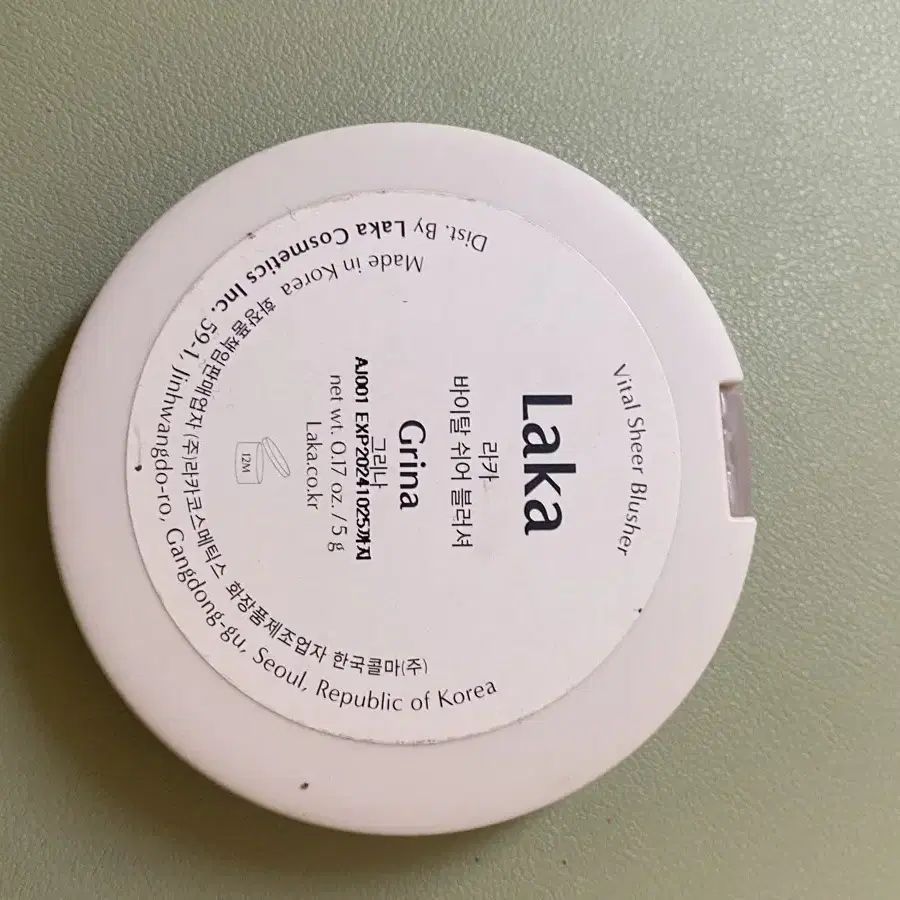 Vital Sheer Blusher
Laka
라카
바이탈 쉬어 블러셔
Grina
그리나
AJ001 EXP20241025까지
net wt. 0.17 oz. / 5 g
Laka.co.kr
12M
Made in Korea 화장품책임판매업자 (주)라카코스메틱스 화장품제조업자 한국콜마(주)
Dist. By Laka Cosmetics Inc. 59-1, Jinhwangdo-ro, Gangdong-gu, Seoul, Republic of Korea